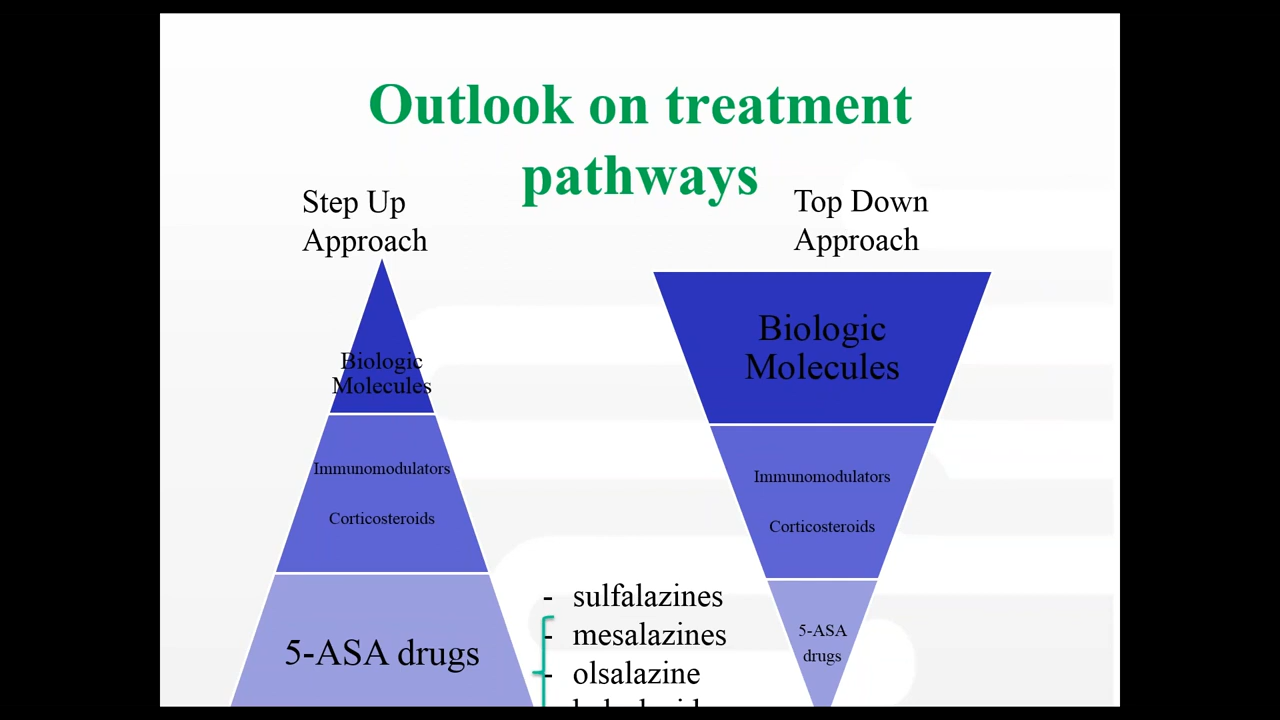 Outlook on treatment
pathways
Step Up
Approach
Top Down
Approach
Biologic
Molecules
Immunomodulators
Corticosteroids
5-ASA drugs
- sulfalazines
- mesalazines
- olsalazine
Biologic
Molecules
Immunomodulators
Corticosteroids
5-ASA
drugs